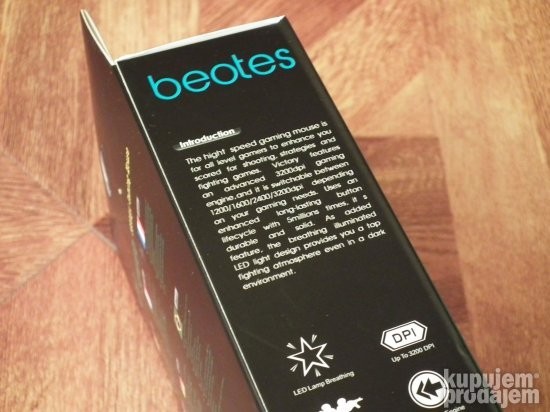 beotes
Introduction
The hight speed gaming mouse is
for all level gamers to enhance you
scored for shooting, strategies and
fighting games. Victory features
an advanced 3200dpi gaming
engine,and it is switchable between
1200/1600/2400/3200dpi depending
on your gaming needs. Uses an
enhanced long-lasting button
lifecycle with 5millions times, it s
durable and solid. As added
feature, the breathing illuminated
LED light design provides you a top
fighting atmosphere even in a dark
environment.
DPI
LED Lamp Breathing
Up To 3200 DPI
kupujem
prodajem